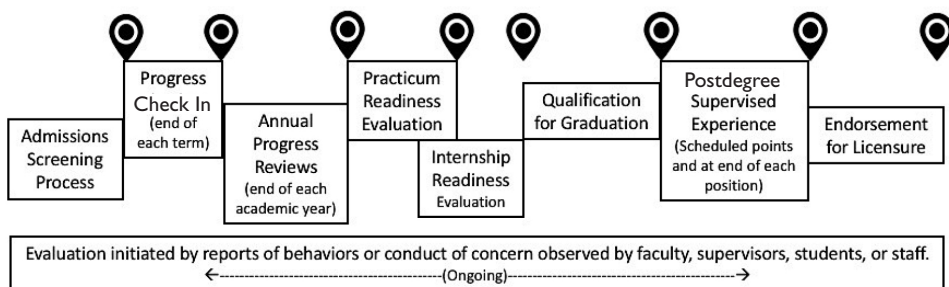 Admissions
Screening
Process
Progress
Check In
(end of
each term)
Annual
Progress
Reviews
(end of each
academic year)
Practicum
Readiness
Evaluation
Internship
Readiness
Evaluation
Qualification
for Graduation
Postdegree
Supervised
Experience
(Scheduled points
and at end of each
position)
Endorsement
for Licensure
Evaluation initiated by reports of behaviors or conduct of concern observed by faculty, supervisors, students, or staff.
←------------------------------(Ongoing)------------------------------→